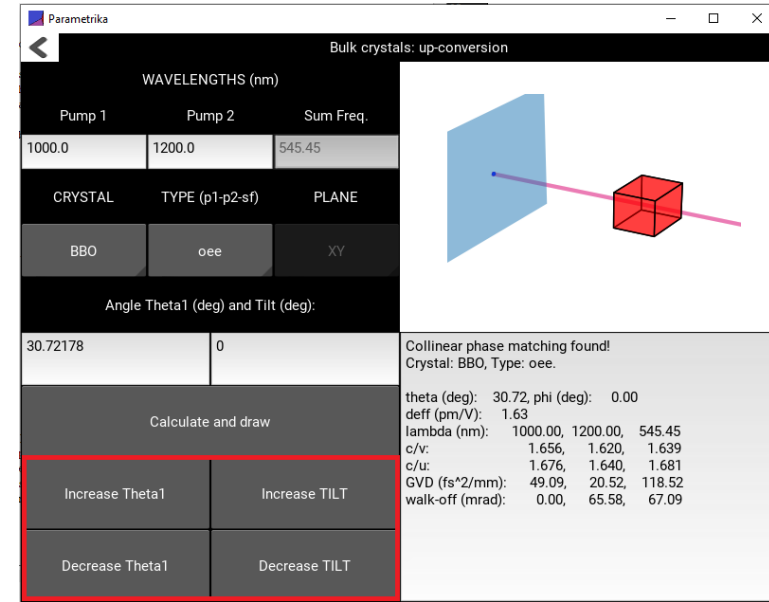 Parametrika
Bulk crystals: up-conversion
WAVELENGTHS (nm)
Pump 1 Pump 2 Sum Freq.
1000.0 1200.0 545.45
CRYSTAL TYPE (p1-p2-sf) PLANE
BBO oee XY
Angle Theta1 (deg) and Tilt (deg):
30.72178 0
Calculate and draw
Increase Theta1 Increase TILT
Decrease Theta1 Decrease TILT
Collinear phase matching found!
Crystal: BBO, Type: oee.
theta (deg): 30.72, phi (deg): 0.00
deff (pm/V): 1.63
lambda (nm): 1000.00, 1200.00, 545.45
c/v: 1.656, 1.620, 1.639
c/u: 1.676, 1.640, 1.681
GVD (fs^2/mm): 49.09, 20.52, 118.52
walk-off (mrad): 0.00, 65.58, 67.09